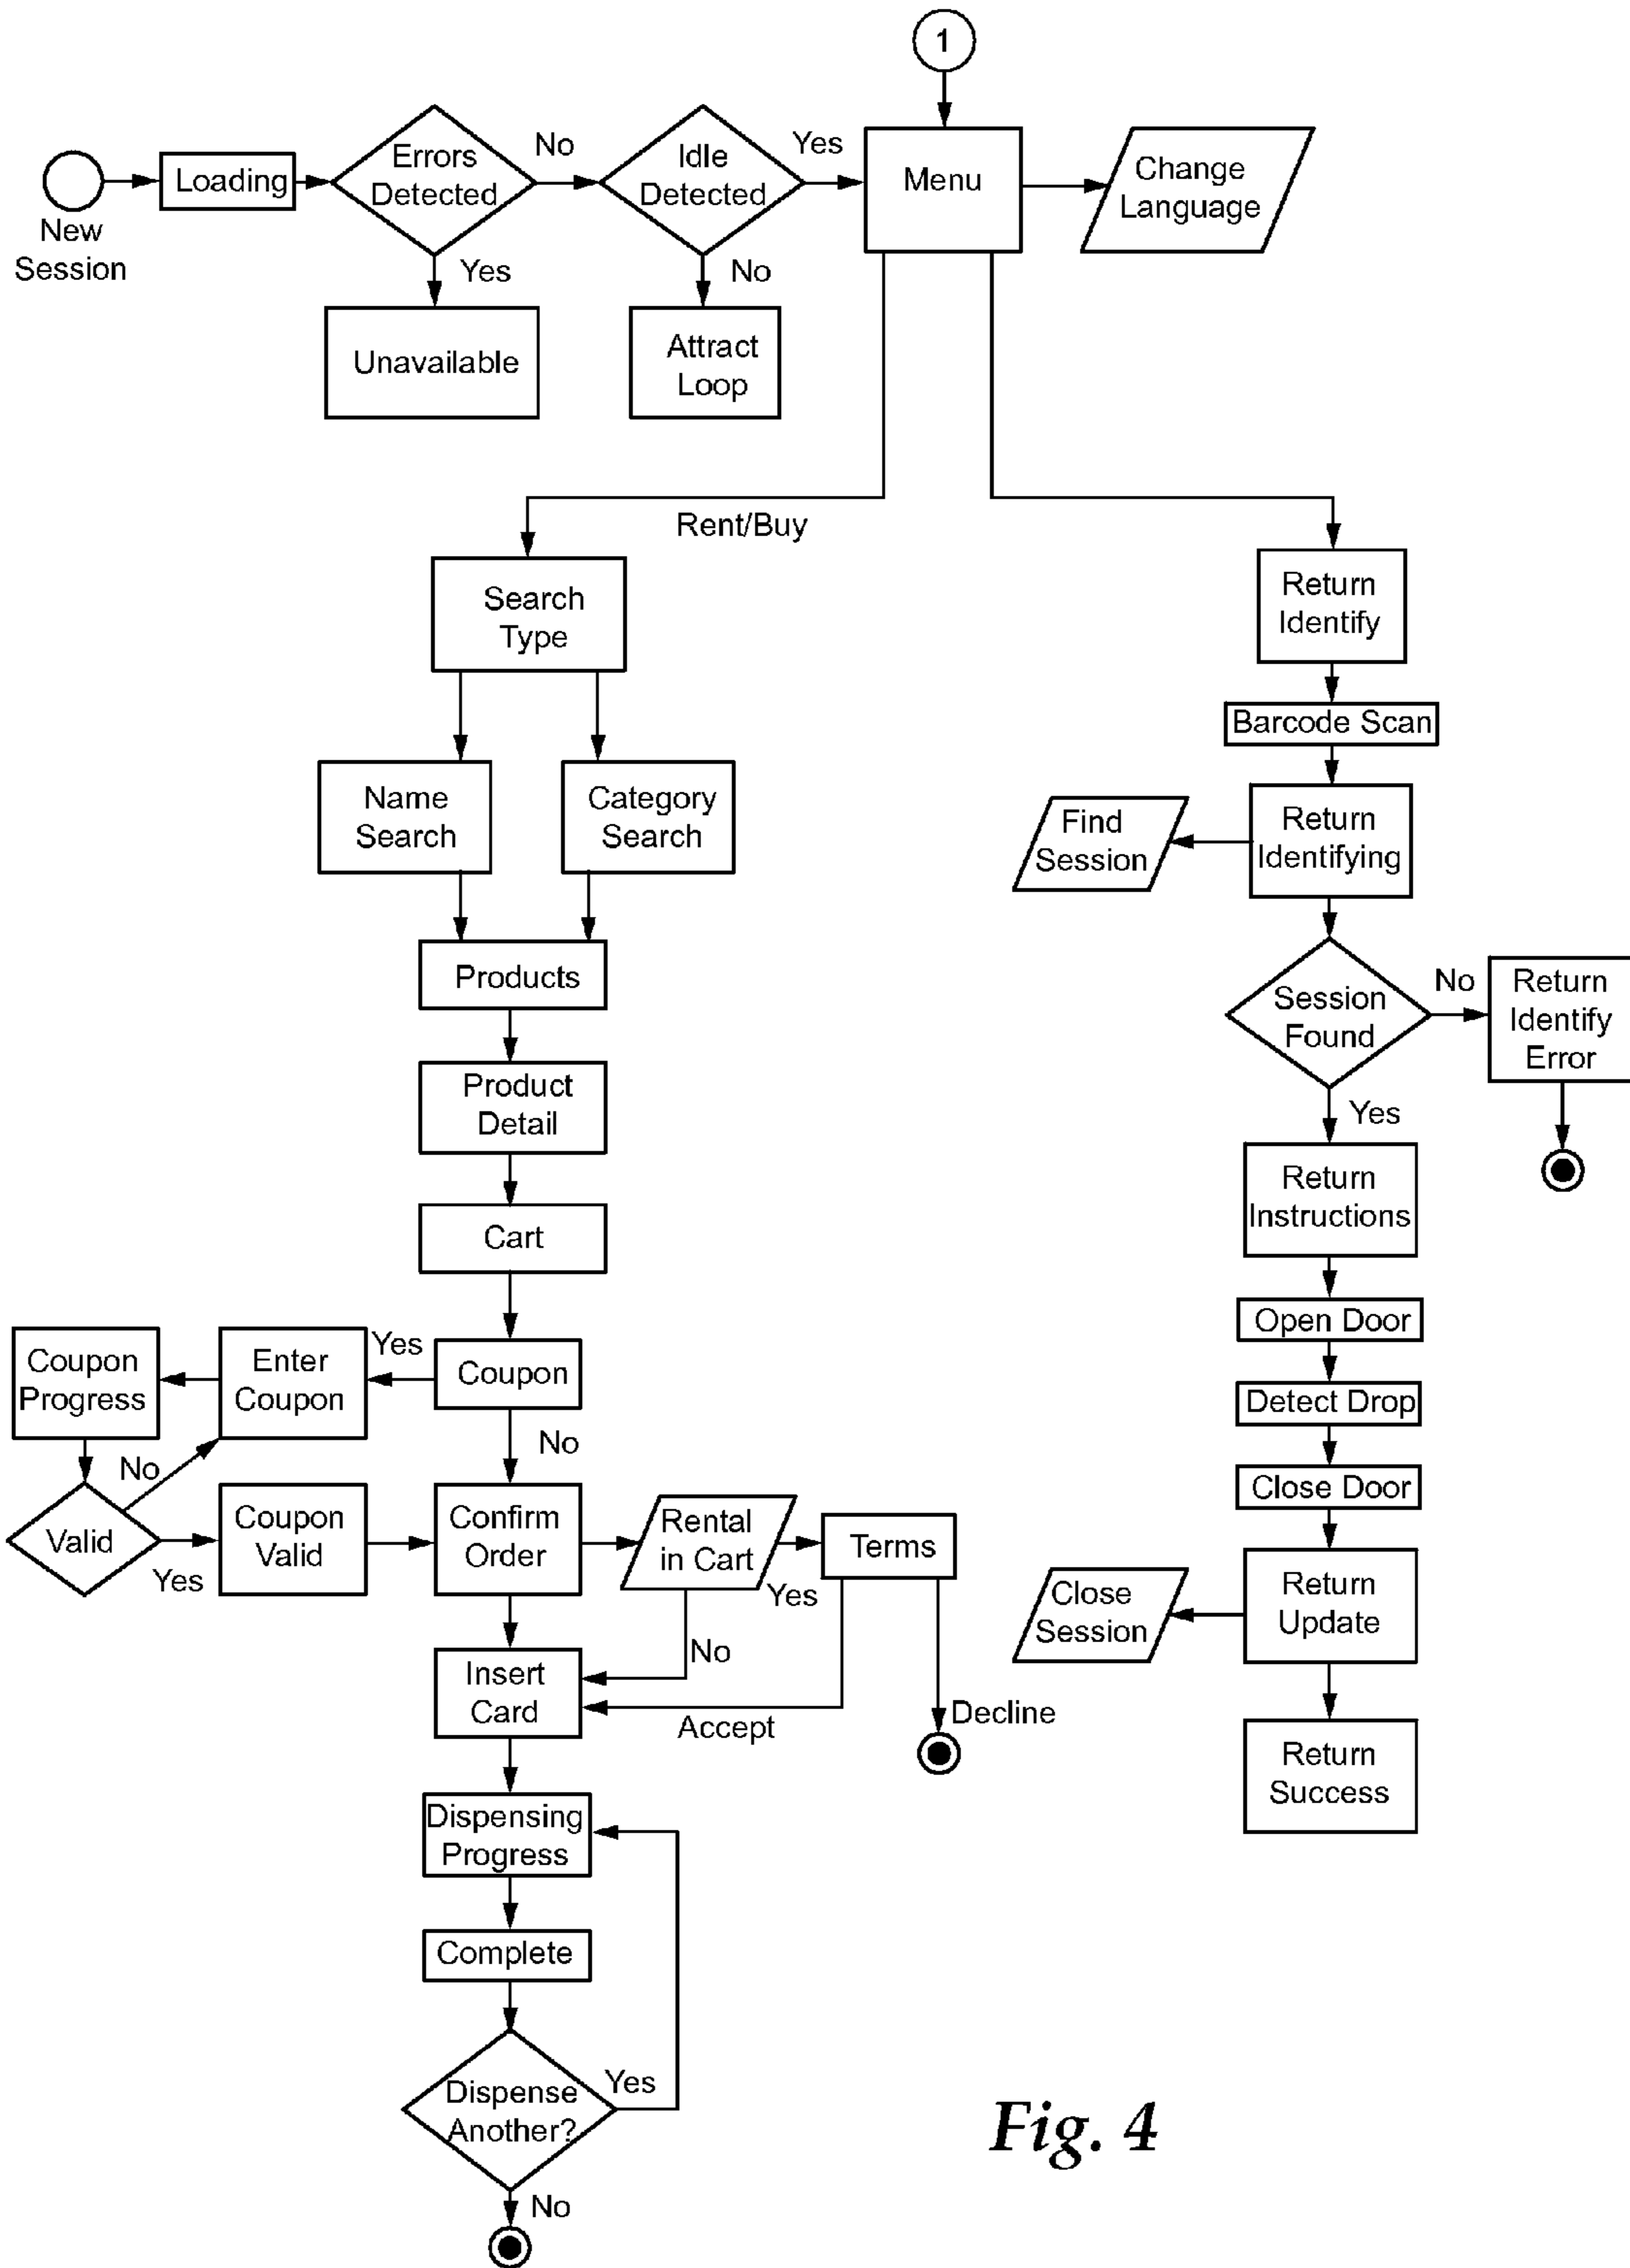 1
New
Session
Loading
Errors
Detected
No
Yes
Unavailable
Idle
Detected
Yes
No
Attract
Loop
Menu
Change
Language
Rent/Buy
Search
Type
Name
Search
Category
Search
Products
Product
Detail
Cart
Coupon
Yes
Enter
Coupon
Coupon
Progress
No
Valid
Yes
Coupon
Valid
No
Confirm
Order
Rental
in Cart
Yes
Terms
No
Insert
Card
Accept
Decline
Dispensing
Progress
Complete
Dispense
Another?
Yes
No
Return
Identify
Barcode Scan
Return
Identifying
Find
Session
Session
Found
No
Return
Identify
Error
Yes
Return
Instructions
Open Door
Detect Drop
Close Door
Return
Update
Close
Session
Return
Success
Fig. 4